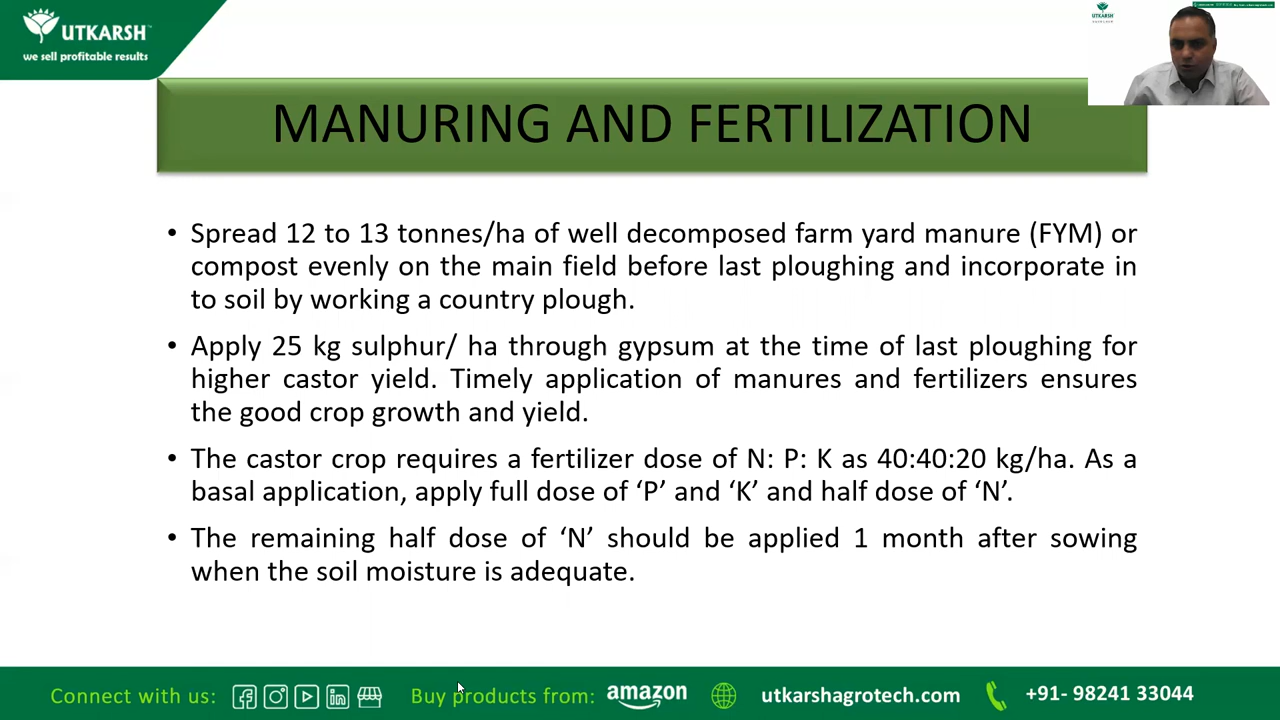 UTKARSH
we sell profitable results
UTKARSH
MANURING AND FERTILIZATION
• Spread 12 to 13 tonnes/ha of well decomposed farm yard manure (FYM) or
compost evenly on the main field before last ploughing and incorporate in
to soil by working a country plough.
• Apply 25 kg sulphur/ ha through gypsum at the time of last ploughing for
higher castor yield. Timely application of manures and fertilizers ensures
the good crop growth and yield.
• The castor crop requires a fertilizer dose of N: P: K as 40:40:20 kg/ha. As a
basal application, apply full dose of ‘P’ and ‘K’ and half dose of ‘N’.
• The remaining half dose of ‘N’ should be applied 1 month after sowing
when the soil moisture is adequate.
Connect with us: Buy products from: amazon utkarshagrotech.com +91- 98241 33044